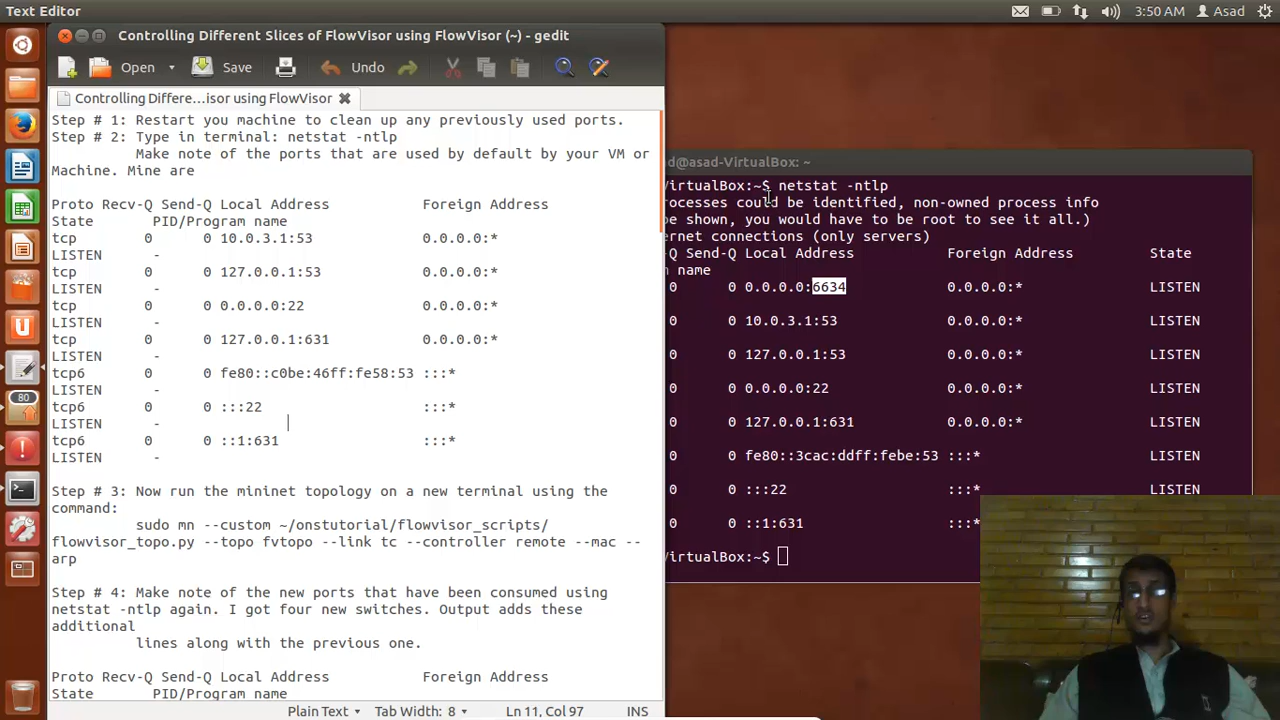 Text Editor
3:50 AM
Asad
Controlling Different Slices of FlowVisor using FlowVisor (~) - gedit
Open
Save
Undo
Controlling Differe...isor using FlowVisor
Step # 1: Restart you machine to clean up any previously used ports.
Step # 2: Type in terminal: netstat -ntlp
Make note of the ports that are used by default by your VM or
Machine. Mine are
Proto Recv-Q Send-Q Local Address Foreign Address
State PID/Program name
tcp 0 0 10.0.3.1:53 0.0.0.0:*
LISTEN -
tcp 0 0 127.0.0.1:53 0.0.0.0:*
LISTEN -
tcp 0 0 0.0.0.0:22 0.0.0.0:*
LISTEN -
tcp 0 0 127.0.0.1:631 0.0.0.0:*
LISTEN -
tcp6 0 0 fe80::c0be:46ff:fe58:53 :::*
LISTEN -
tcp6 0 0 :::22 :::*
LISTEN -
tcp6 0 0 ::1:631 :::*
LISTEN -
Step # 3: Now run the mininet topology on a new terminal using the
command:
sudo mn --custom ~/onstutorial/flowvisor_scripts/
flowvisor_topo.py --topo fvtopo --link tc --controller remote --mac --
arp
Step # 4: Make note of the new ports that have been consumed using
netstat -ntlp again. I got four new switches. Output adds these
additional
lines along with the previous one.
Proto Recv-Q Send-Q Local Address Foreign Address
State PID/Program name
Plain Text
Tab Width: 8
Ln 11, Col 97
INS
80
d@asad-VirtualBox: ~
VirtualBox:~$ netstat -ntlp
rocesses could be identified, non-owned process info
be shown, you would have to be root to see it all.)
ernet connections (only servers)
-Q Send-Q Local Address Foreign Address State
m name
0 0 0.0.0.0:6634 0.0.0.0:* LISTEN
0 0 10.0.3.1:53 0.0.0.0:* LISTEN
0 0 127.0.0.1:53 0.0.0.0:* LISTEN
0 0 0.0.0.0:22 0.0.0.0:* LISTEN
0 0 127.0.0.1:631 0.0.0.0:* LISTEN
0 0 fe80::3cac:ddff:febe:53 :::* LISTEN
0 0 :::22 :::* LISTEN
0 0 ::1:631 :::*
VirtualBox:~$